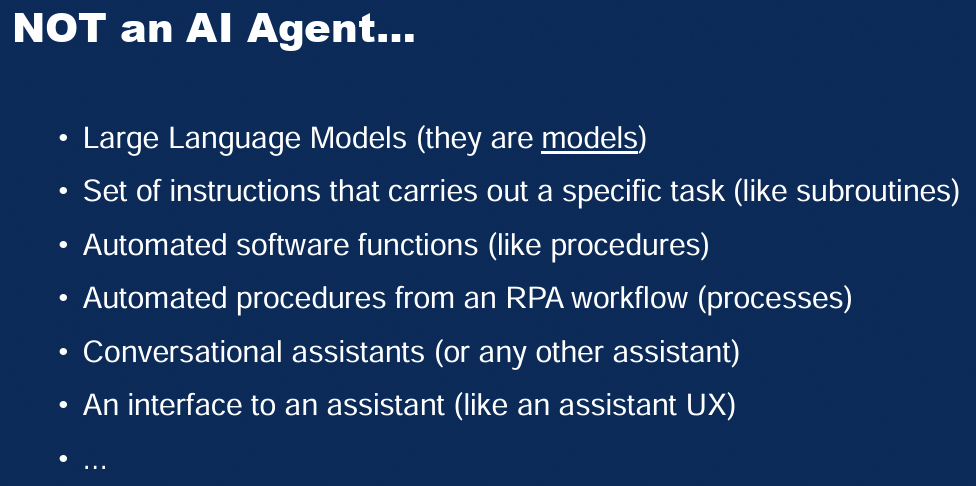 NOT an AI Agent...
• Large Language Models (they are models)
• Set of instructions that carries out a specific task (like subroutines)
• Automated software functions (like procedures)
• Automated procedures from an RPA workflow (processes)
• Conversational assistants (or any other assistant)
• An interface to an assistant (like an assistant UX)
• ...